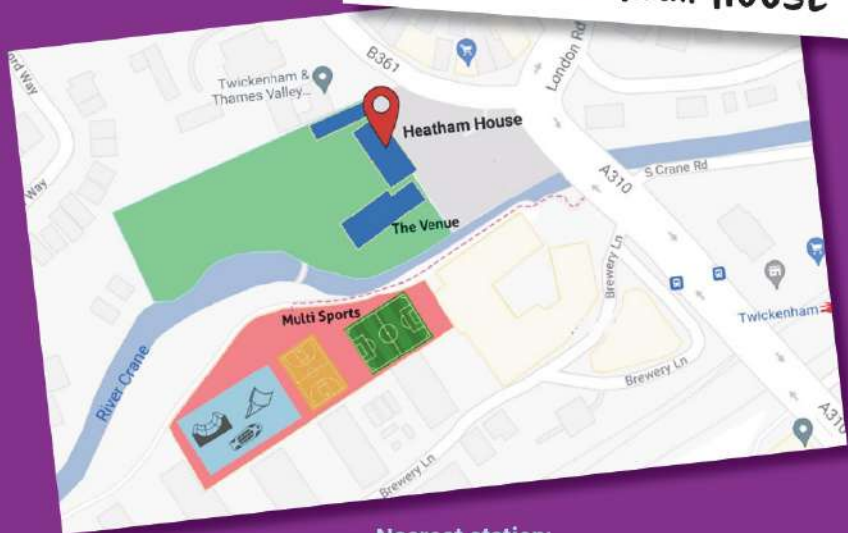 HOUSE
B361
London Rd
Twickenham &
Thames Valley...
Heatham House
Way
A310
S Crane Rd
The Venue
Brewery Ln
Multi Sports
Twickenham
River Crane
Brewery Ln
A310
Brewery Ln
Nearest station: